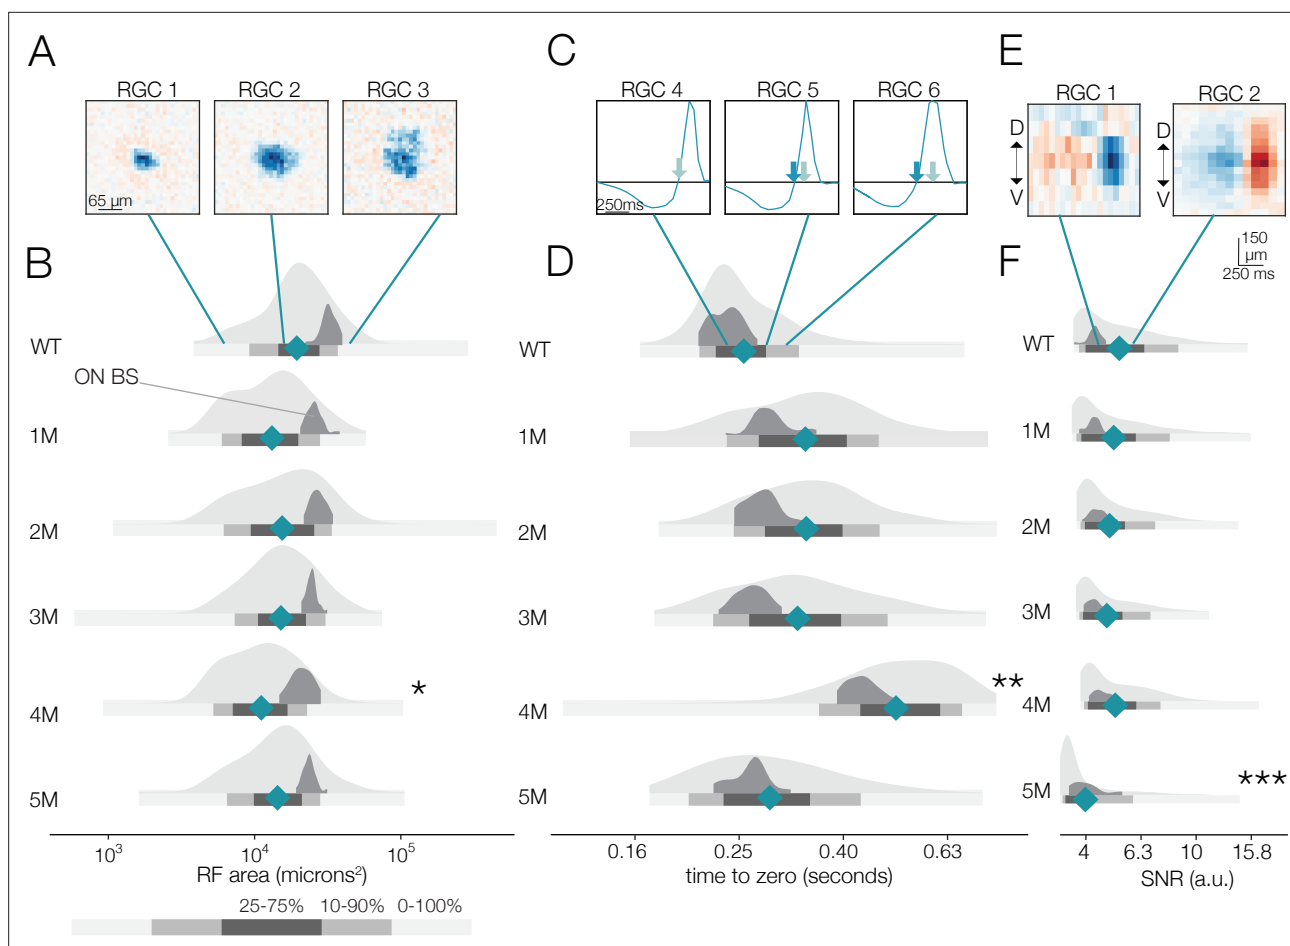 A
C
E
RGC 1
RGC 2
RGC 3
RGC 4
RGC 5
RGC 6
RGC 1
RGC 2
65 µm
250ms
D
V
D
V
150
µm
250 ms
B
D
F
WT
WT
WT
ON BS
1M
1M
1M
2M
2M
2M
3M
3M
3M
4M
*
4M
**
4M
5M
5M
5M
***
10³
10⁴
10⁵
0.16
0.25
0.40
0.63
4
6.3
10
15.8
RF area (microns²)
time to zero (seconds)
SNR (a.u.)
25-75%
10-90%
0-100%